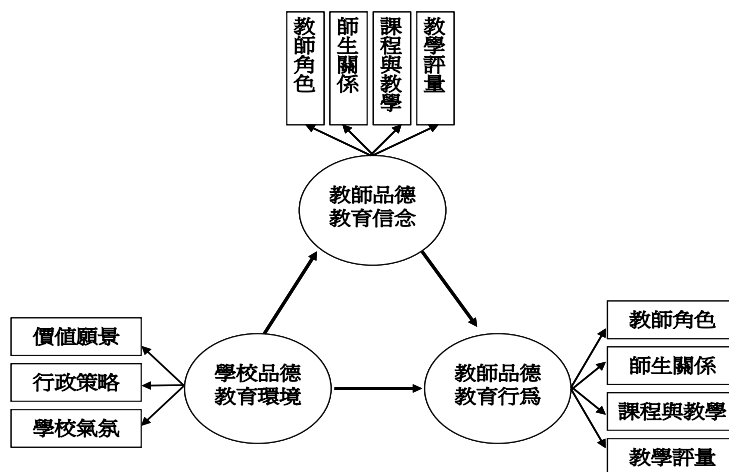 教師角色
師生關係
課程與教學
教學評量
教師品德
教育信念
價值願景
行政策略
學校氣氛
學校品德
教育環境
教師品德
教育行為
教師角色
師生關係
課程與教學
教學評量